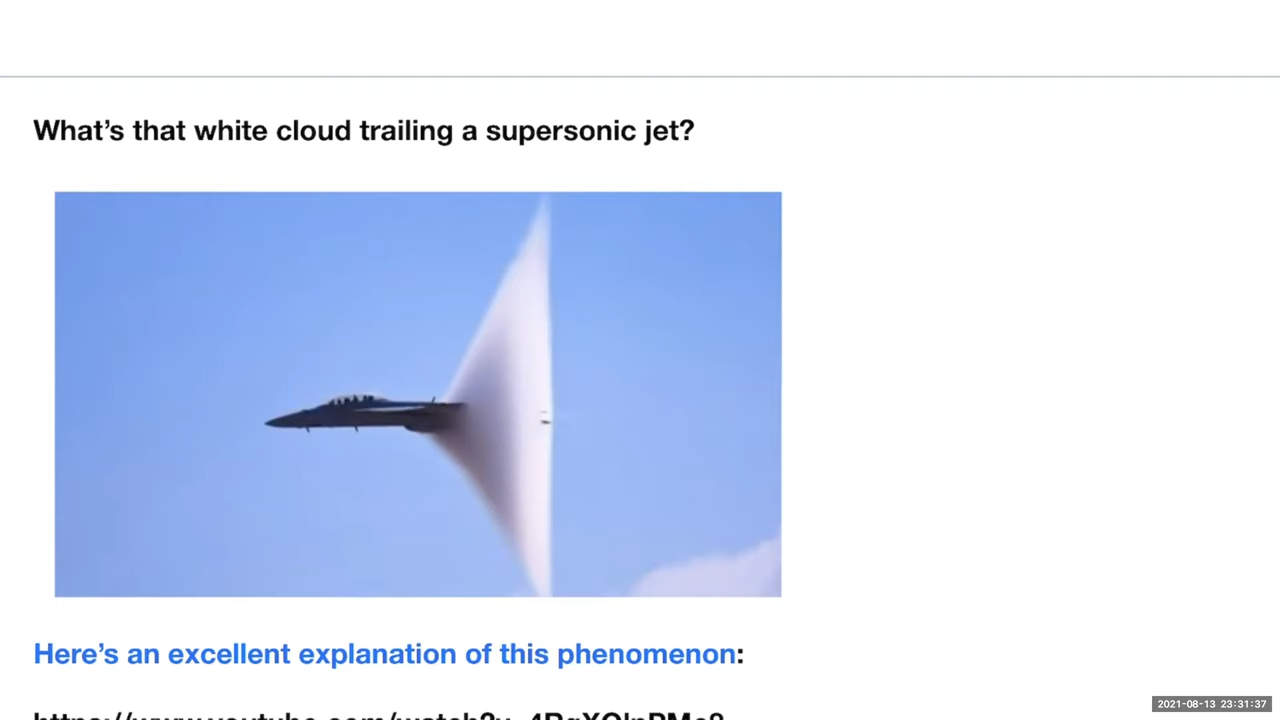 What's that white cloud trailing a supersonic jet?
Here's an excellent explanation of this phenomenon:
2021-08-13 23:31:37